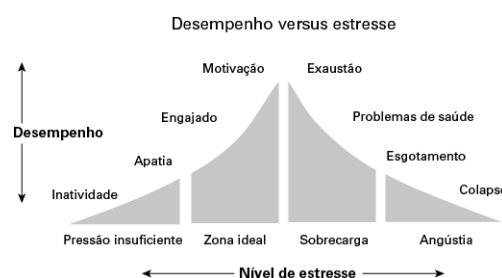 Desempenho versus estresse
Motivação
Exaustão
Engajado
Problemas de saúde
Desempenho
Apatia
Esgotamento
Inatividade
Colapso
Pressão insuficiente
Zona ideal
Sobrecarga
Angústia
Nível de estresse